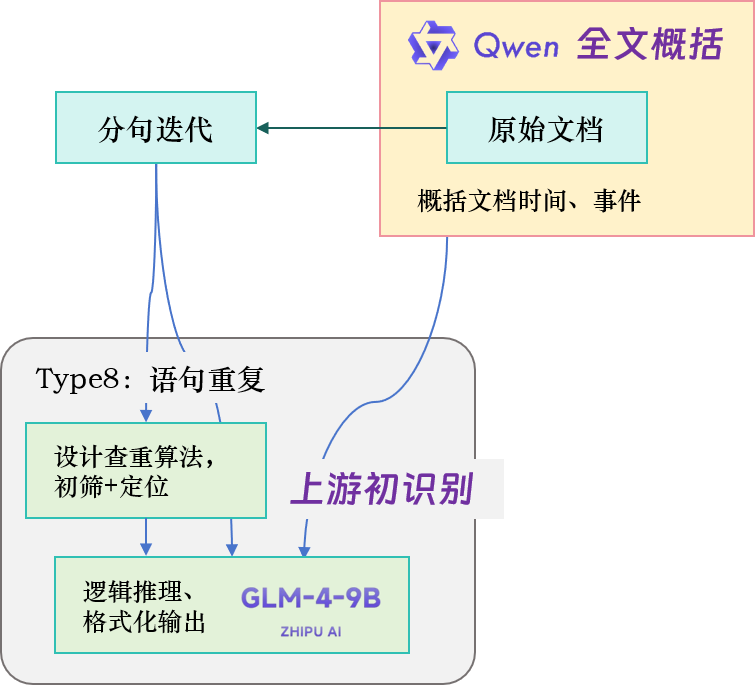 Qwen 全文概括
分句迭代
原始文档
概括文档时间、事件
Type8：语句重复
设计查重算法，
初筛+定位
上游初识别
逻辑推理、
格式化输出
GLM-4-9B
ZHIPU AI